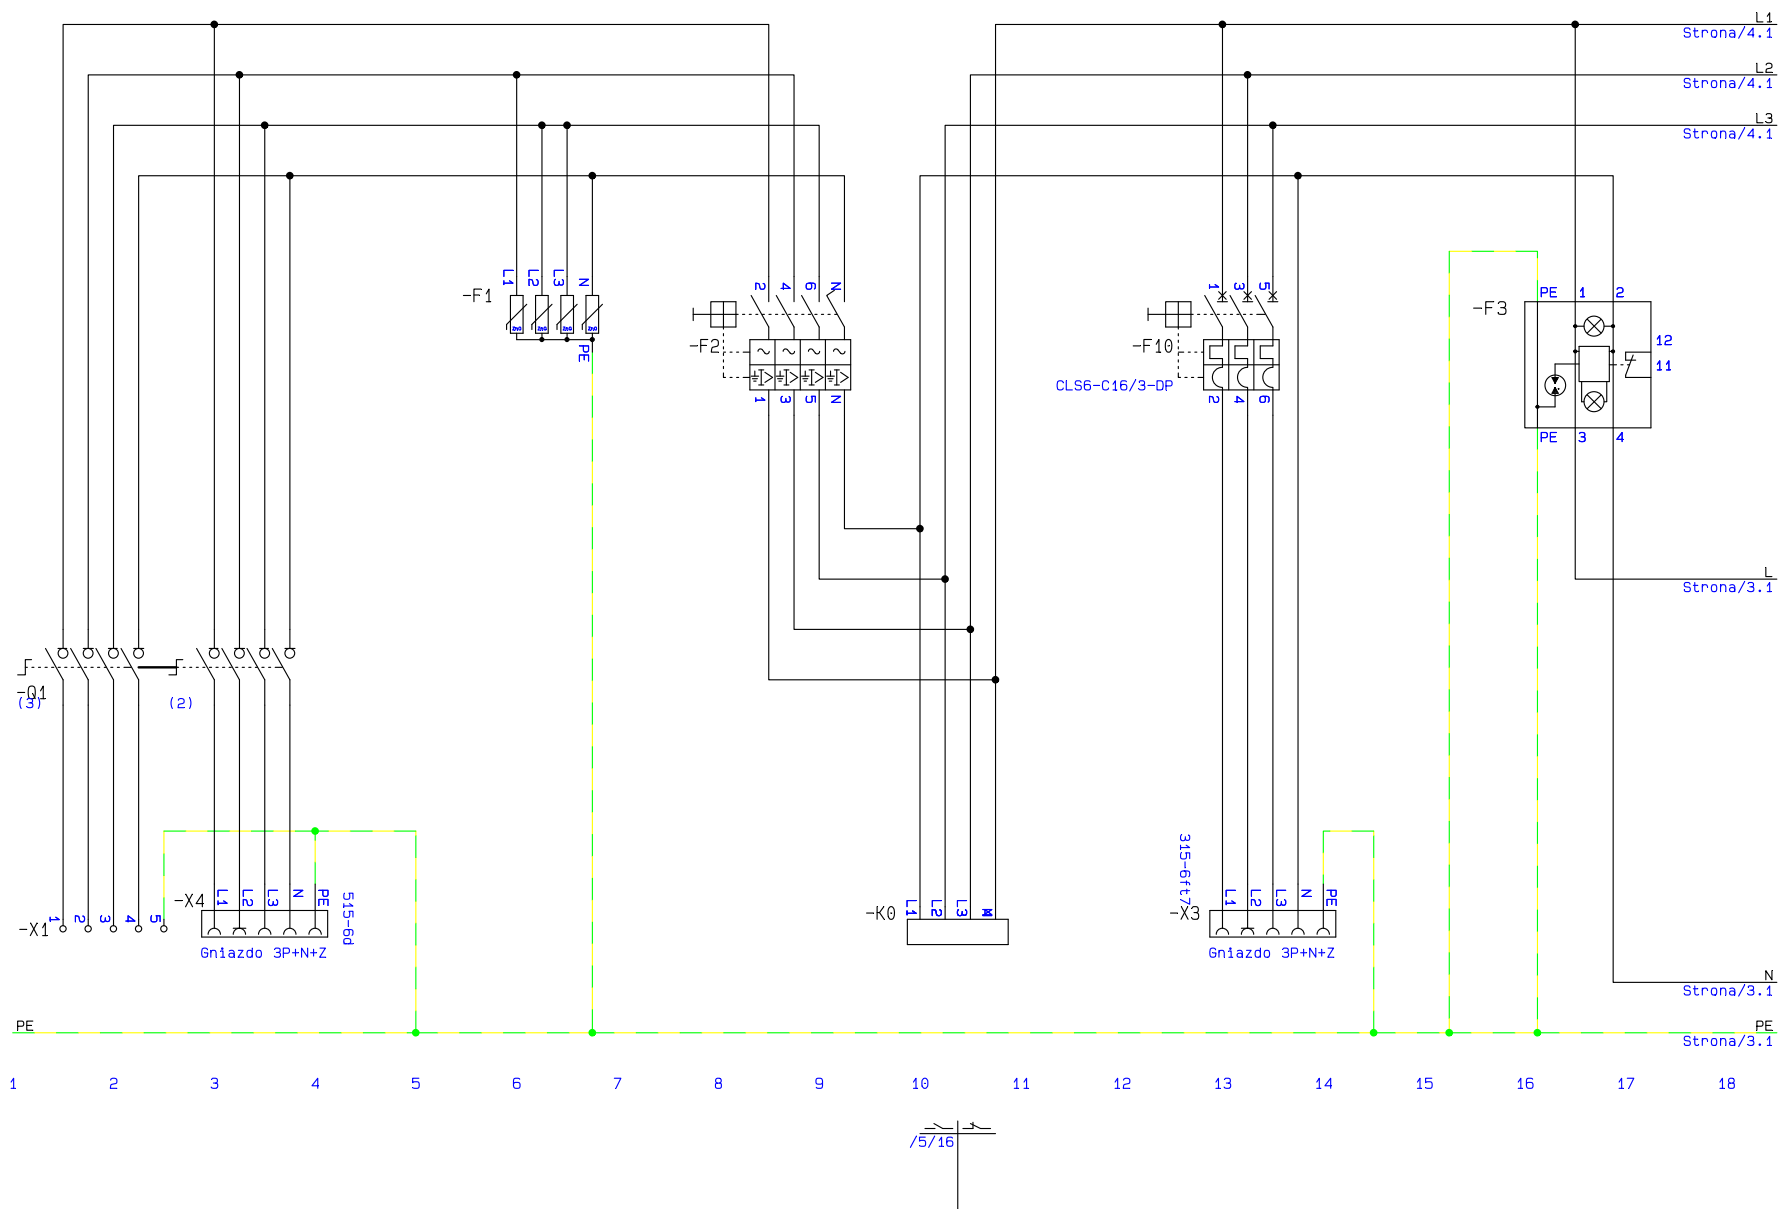 L1
Strona/4.1
L2
Strona/4.1
L3
Strona/4.1
-F1
L1
L2
L3
N
ZnO
ZnO
ZnO
ZnO
PE
-F2
2
4
6
N
1
3
5
N
-F10
CLS6-C16/3-DP
1
3
5
2
4
6
-F3
PE
1
2
12
11
PE
3
4
L
Strona/3.1
-Q1
(3)
(2)
-X1
1
2
3
4
5
-X4
L1
L2
L3
N
PE
515-6d
Gniazdo 3P+N+Z
-K0
L1
L2
L3
N
315-6ft7
-X3
L1
L2
L3
N
PE
Gniazdo 3P+N+Z
N
Strona/3.1
PE
PE
Strona/3.1
1 2 3 4 5 6 7 8 9 10 11 12 13 14 15 16 17 18
/5/16